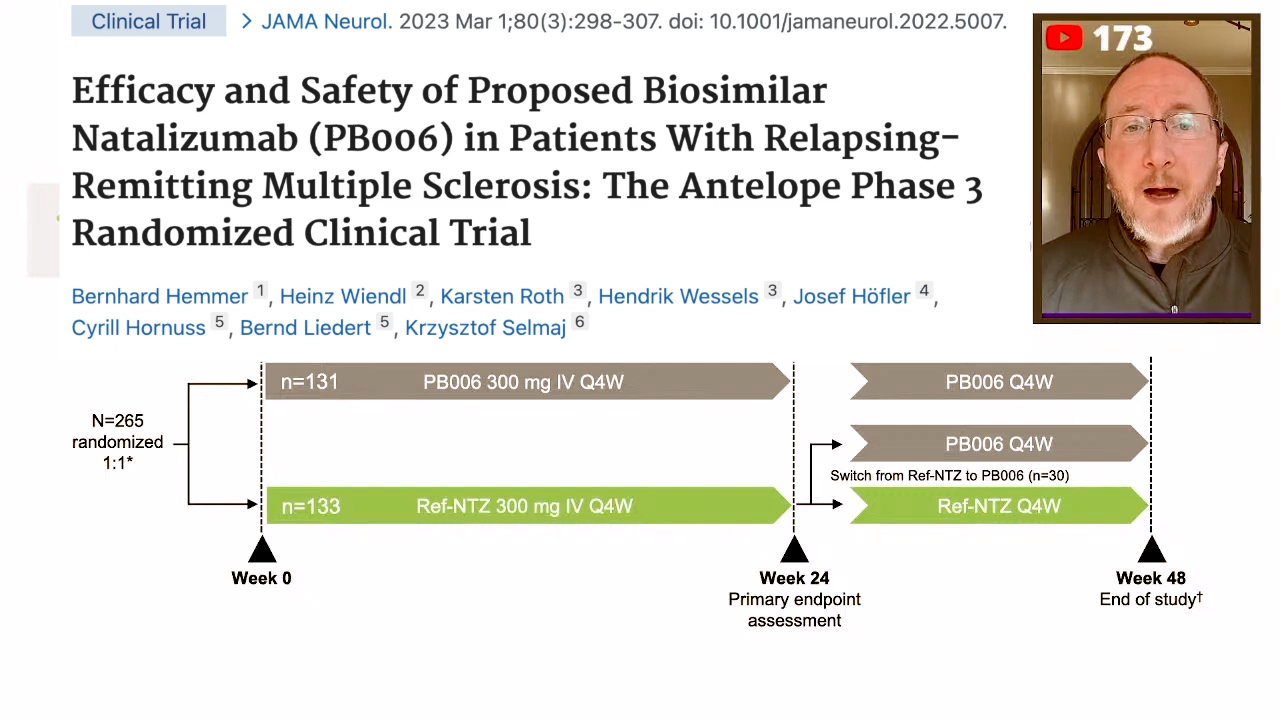 Clinical Trial > JAMA Neurol. 2023 Mar 1;80(3):298-307. doi: 10.1001/jamaneurol.2022.5007.
173
Efficacy and Safety of Proposed Biosimilar
Natalizumab (PB006) in Patients With Relapsing-
Remitting Multiple Sclerosis: The Antelope Phase 3
Randomized Clinical Trial
Bernhard Hemmer 1, Heinz Wiendl 2, Karsten Roth 3, Hendrik Wessels 3, Josef Höfler 4,
Cyrill Hornuss 5, Bernd Liedert 5, Krzysztof Selmaj 6
n=131 PB006 300 mg IV Q4W PB006 Q4W
N=265
randomized
1:1*
PB006 Q4W
Switch from Ref-NTZ to PB006 (n=30)
n=133 Ref-NTZ 300 mg IV Q4W Ref-NTZ Q4W
Week 0
Week 24
Primary endpoint
assessment
Week 48
End of study†